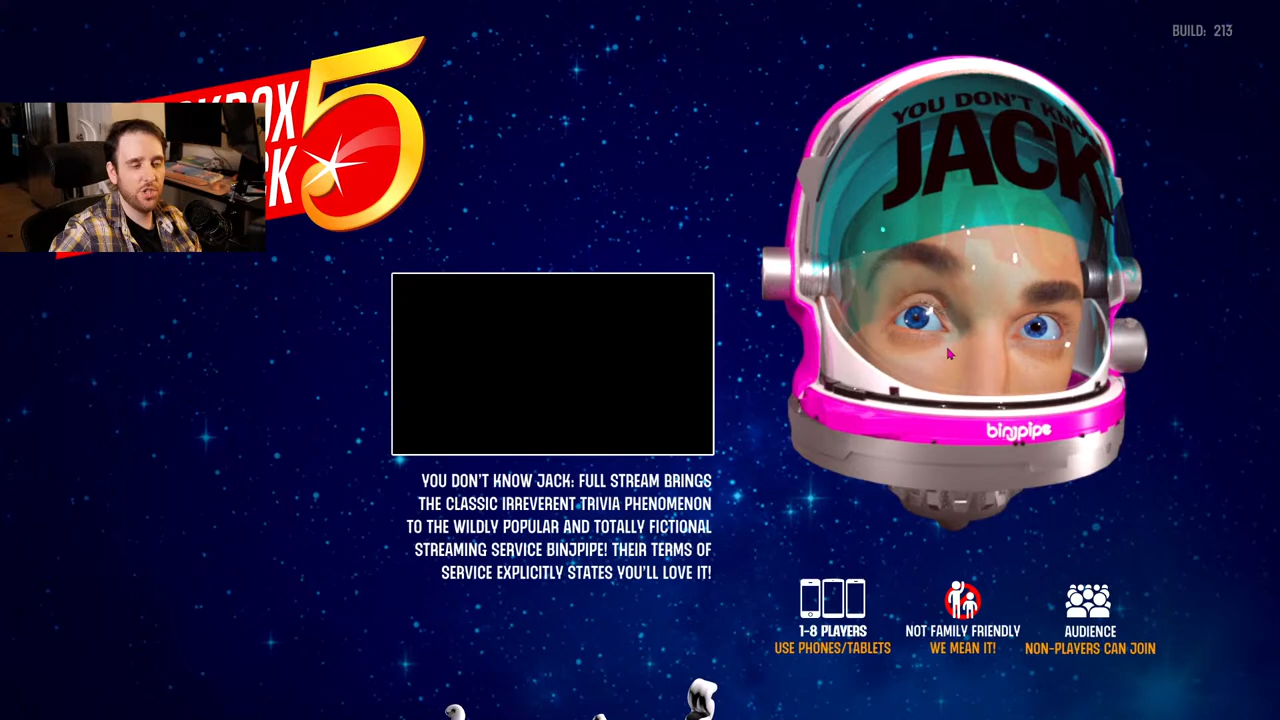 BUILD: 213
5
YOU DON'T KNOW
JACK
binjpipe
YOU DON'T KNOW JACK: FULL STREAM BRINGS
THE CLASSIC IRREVERENT TRIVIA PHENOMENON
TO THE WILDLY POPULAR AND TOTALLY FICTIONAL
STREAMING SERVICE BINJPIPE! THEIR TERMS OF
SERVICE EXPLICITLY STATES YOU'LL LOVE IT!
1-8 PLAYERS
USE PHONES/TABLETS
NOT FAMILY FRIENDLY
WE MEAN IT!
AUDIENCE
NON-PLAYERS CAN JOIN